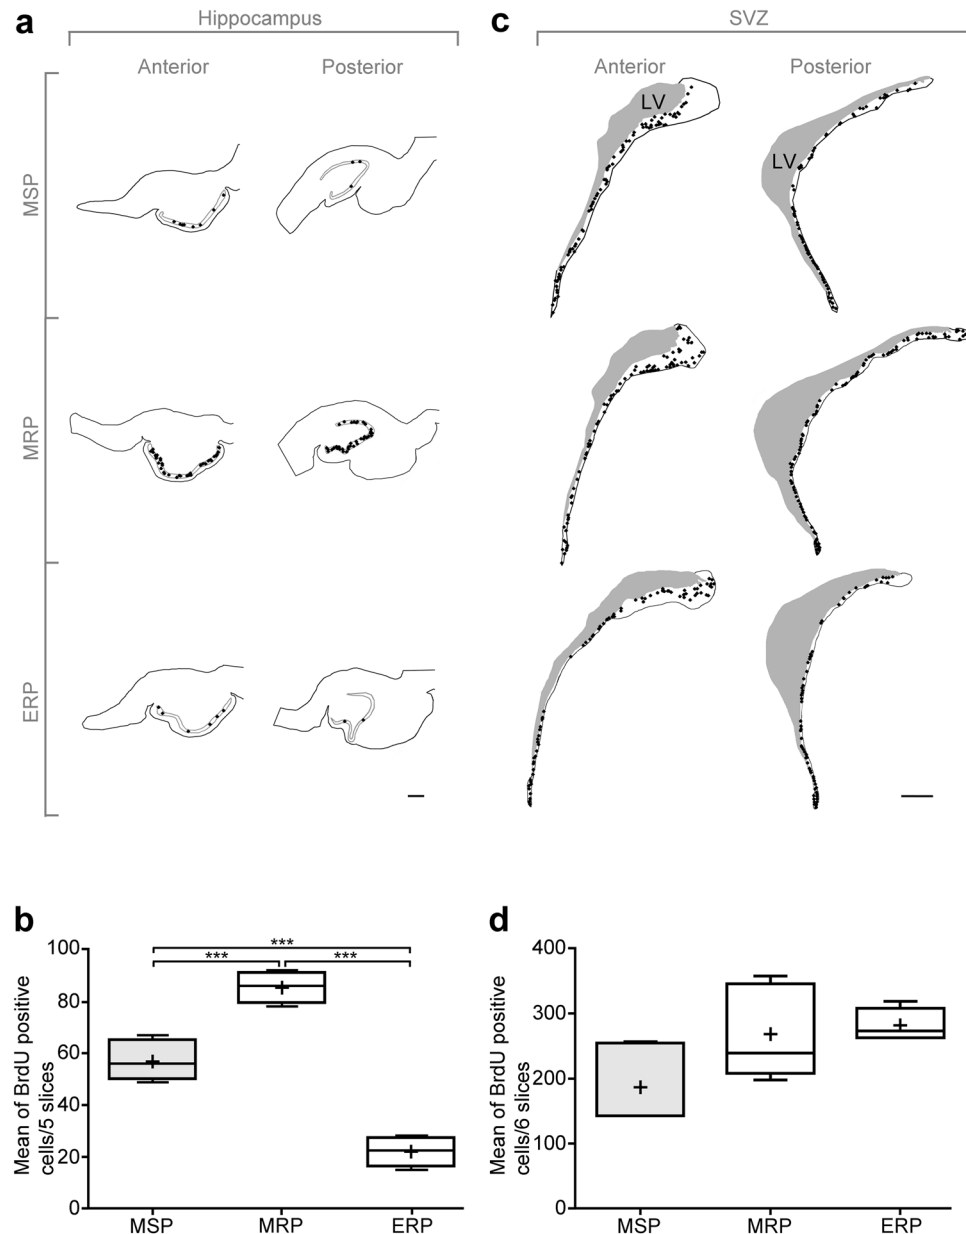 a
Hippocampus
Anterior Posterior
MSP
MRP
ERP
c
SVZ
Anterior Posterior
LV
LV
b
Mean of BrdU positive
cells/5 slices
100
80
60
40
20
0
***
*** ***
MSP MRP ERP
d
Mean of BrdU positive
cells/6 slices
400
300
200
100
0
MSP MRP ERP